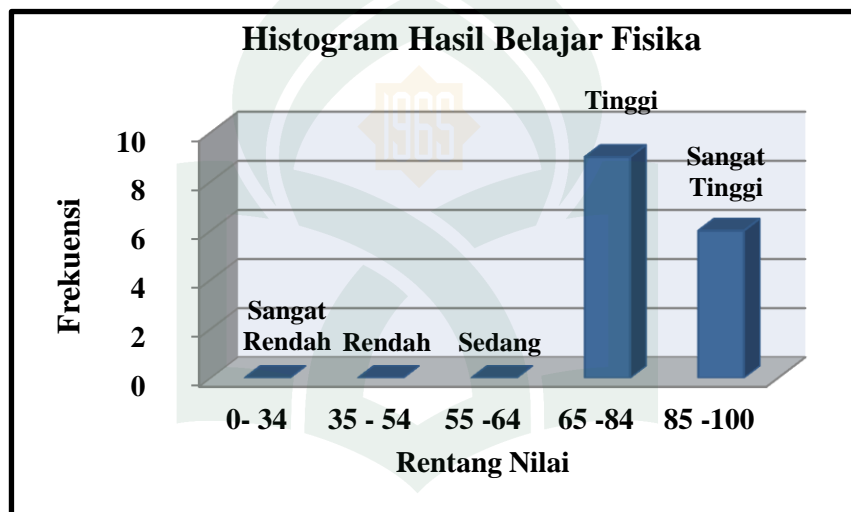 Histogram Hasil Belajar Fisika
Tinggi
Sangat
Tinggi
Sangat
Rendah
Rendah
Sedang
10
8
6
4
2
0
Frekuensi
0- 34
35 - 54
55 -64
65 -84
85 -100
Rentang Nilai
1965